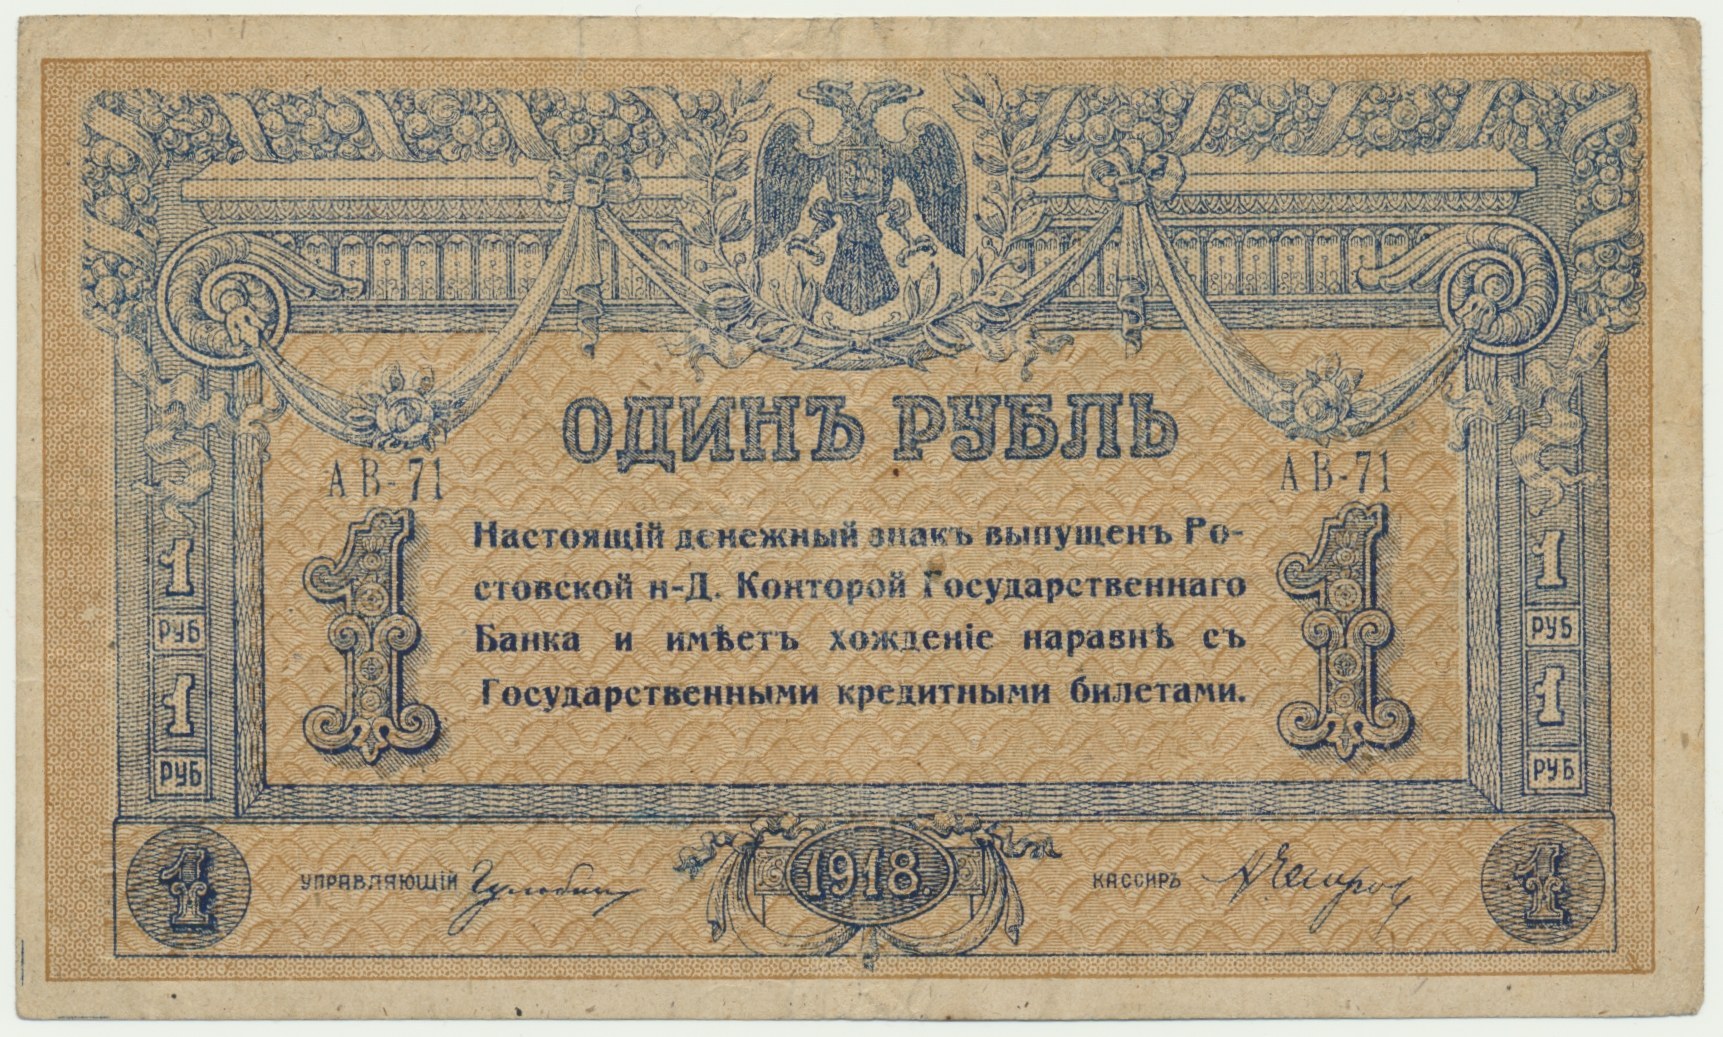 ОДИНЪ РУБЛЬ
АВ-71 АВ-71
1 1
Настоящій денежный знакъ выпущенъ Ро-
стовской н-Д. Конторой Государственнаго
Банка и имѣетъ хожденіе наравнѣ съ
Государственными кредитными билетами.
1 1
РУБ РУБ
1 1
РУБ РУБ
1 УПРАВЛЯЮЩІЙ 1918. КАССИРЪ 1